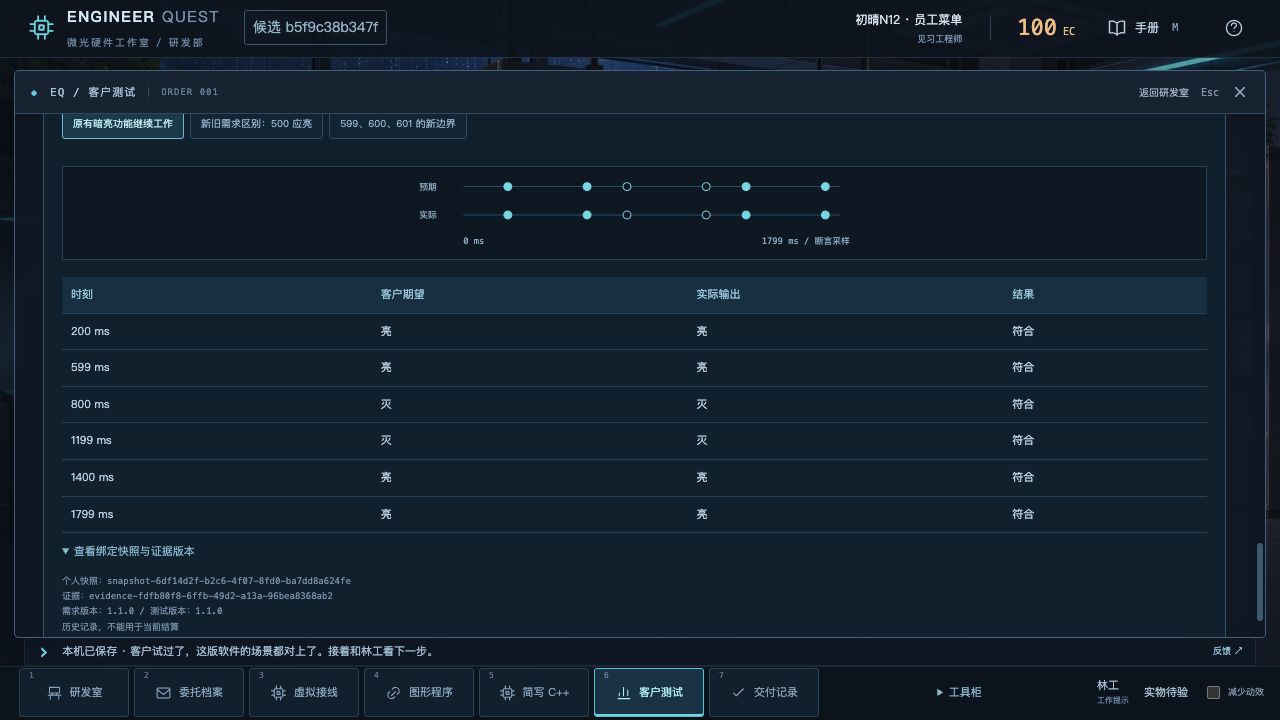 ENGINEER QUEST
微光硬件工作室 / 研发部
候选 b5f9c38b347f
初晴N12 · 员工菜单
见习工程师
100 EC
手册 M
EQ / 客户测试 | ORDER 001
返回研发室 Esc
原有暗亮功能继续工作
新旧需求区别：500 应亮
599、600、601 的新边界
预期
实际
0 ms
1799 ms / 断言采样
时刻 客户期望 实际输出 结果
200 ms 亮 亮 符合
599 ms 亮 亮 符合
800 ms 灭 灭 符合
1199 ms 灭 灭 符合
1400 ms 亮 亮 符合
1799 ms 亮 亮 符合
▼ 查看绑定快照与证据版本
个人快照：snapshot-6df14d2f-b2c6-4f07-8fd0-ba7dd8a624fe
证据：evidence-fdfb80f8-6ffb-49d2-a13a-96bea8368ab2
需求版本：1.1.0 / 测试版本：1.1.0
历史记录，不能用于当前结算
本机已保存 · 客户试过了，这版软件的场景都对上了。接着和林工看下一步。
反馈 ↗
1 研发室
2 委托档案
3 虚拟接线
4 图形程序
5 简写 C++
6 客户测试
7 交付记录
▶ 工具柜
林工
工作提示
实物待验
减少动效